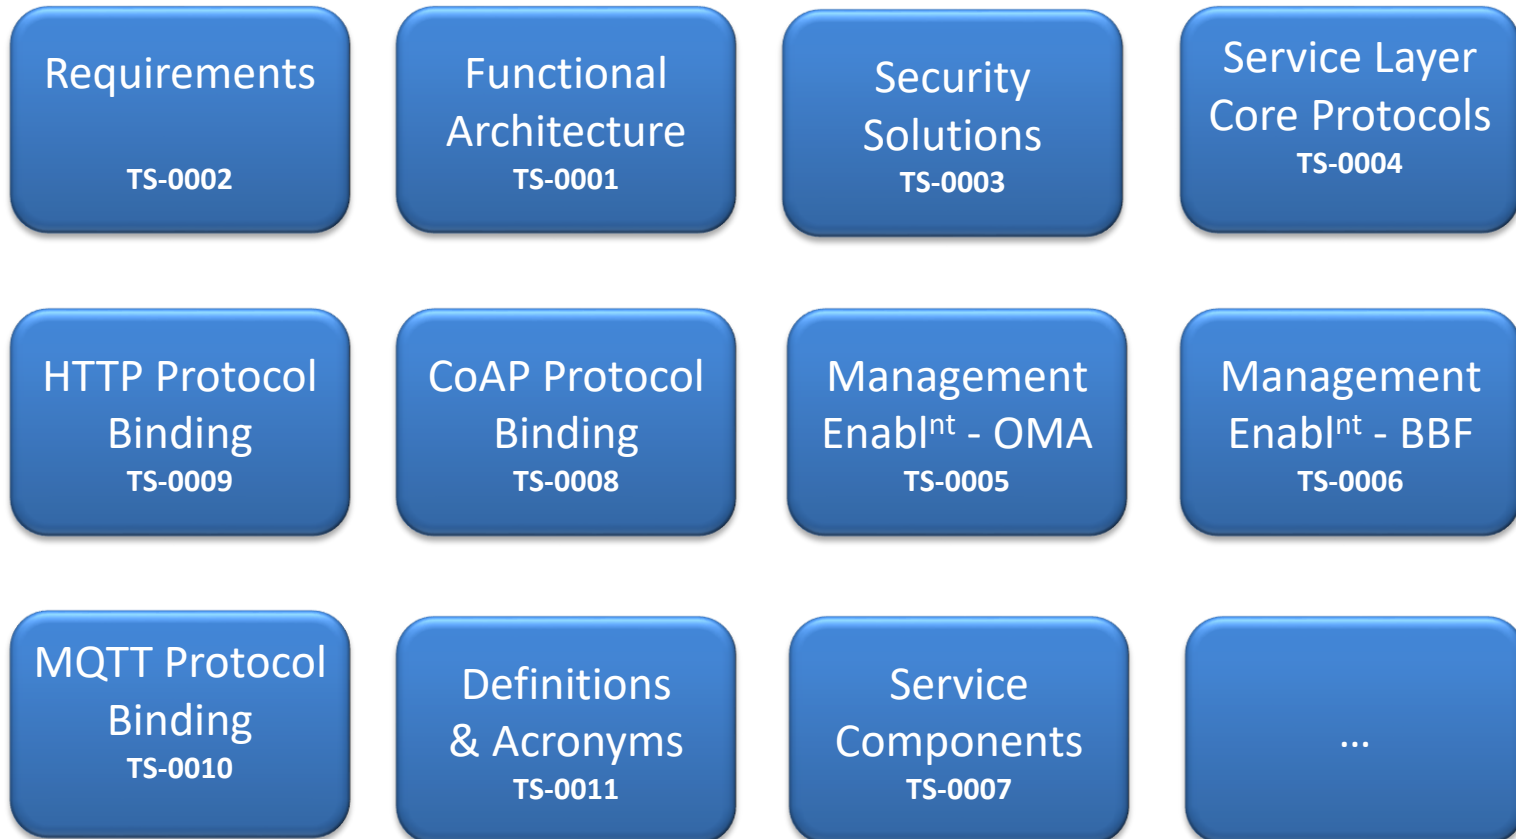 Requirements
TS-0002
Functional
Architecture
TS-0001
Security
Solutions
TS-0003
Service Layer
Core Protocols
TS-0004
HTTP Protocol
Binding
TS-0009
CoAP Protocol
Binding
TS-0008
Management
Enablnt - OMA
TS-0005
Management
Enablnt - BBF
TS-0006
MQTT Protocol
Binding
TS-0010
Definitions
& Acronyms
TS-0011
Service
Components
TS-0007
...